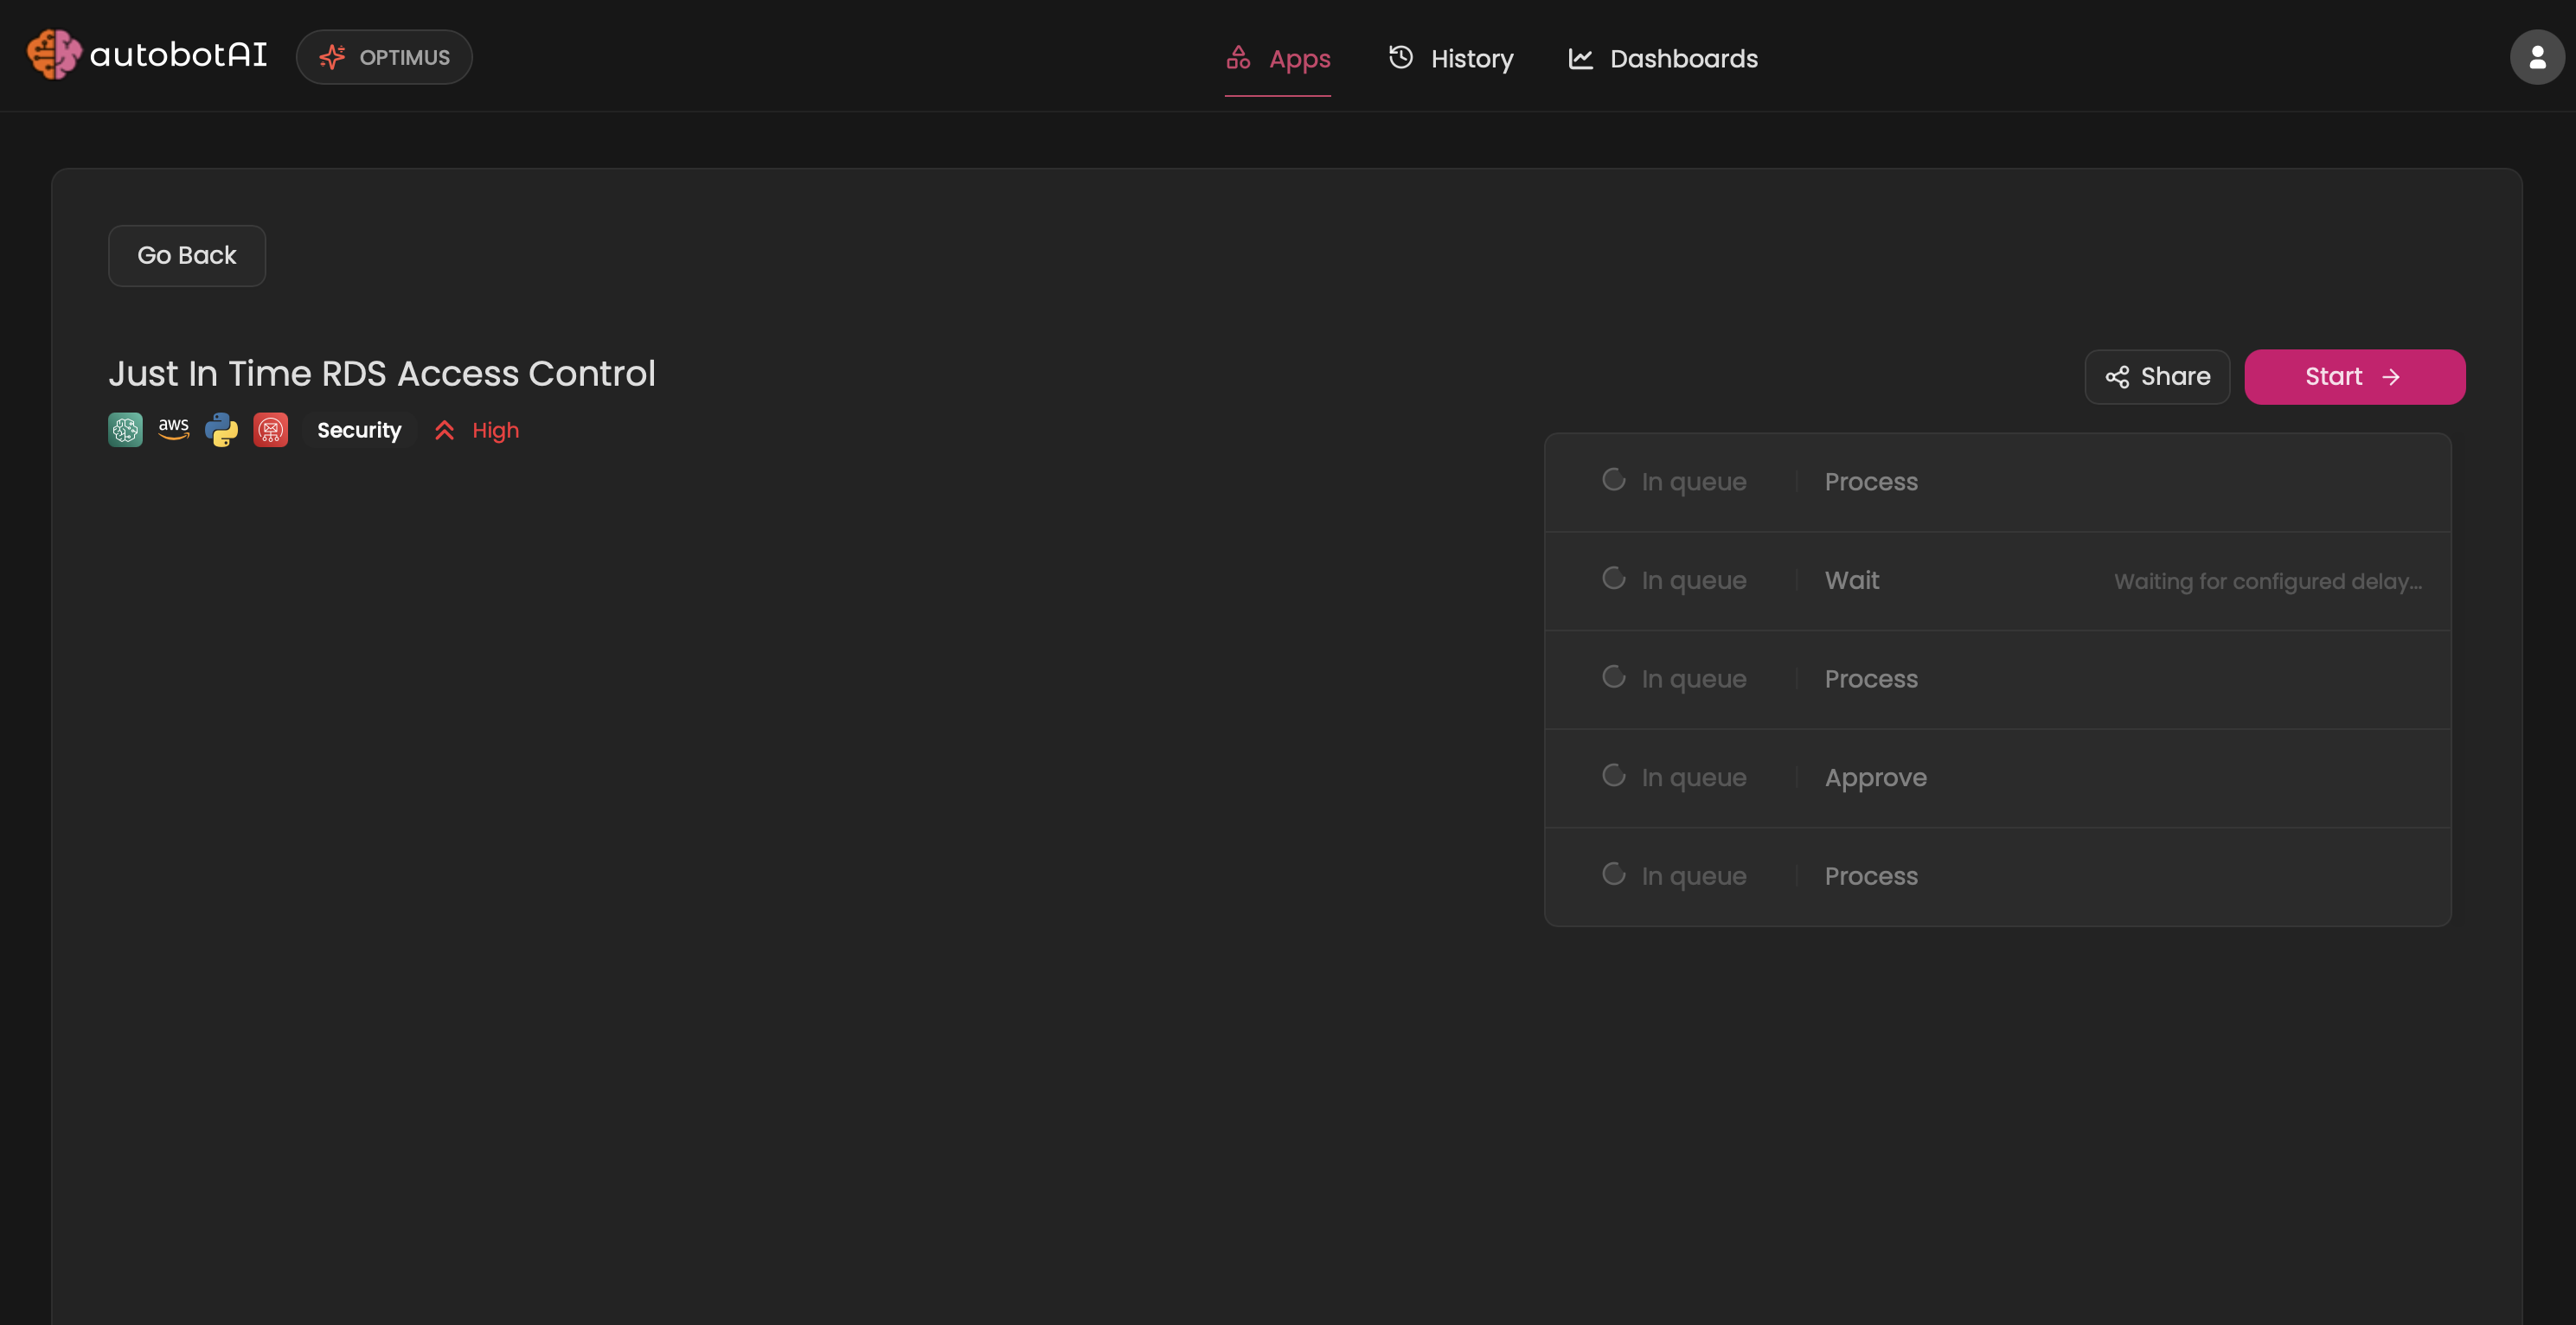 autobotAI
OPTIMUS
Apps
History
Dashboards
Go Back
Just In Time RDS Access Control
Share
Start
aws
Security
High
In queue
Process
In queue
Wait
Waiting for configured delay...
In queue
Process
In queue
Approve
In queue
Process